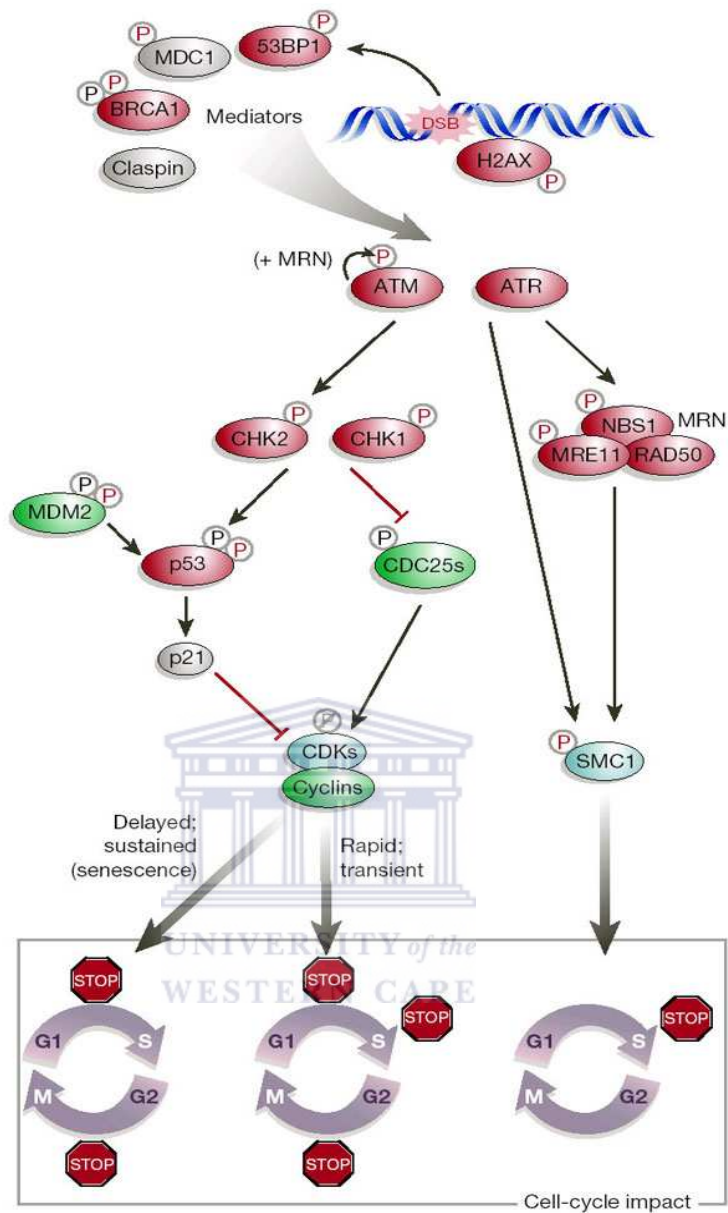 P
MDC1
P
53BP1
P P
BRCA1
Mediators
DSB
H2AX
P
Claspin
(+ MRN)
P
ATM
ATR
P
CHK2
P
CHK1
P
NBS1
MRN
P
MRE11
RAD50
P P
MDM2
P P
p53
P
CDC25s
p21
P
CDKs
Cyclins
P
SMC1
Delayed;
sustained
(senescence)
Rapid;
transient
UNIVERSITY of the
WESTERN CAPE
STOP
G1
S
M
G2
STOP
STOP
STOP
G1
S
M
G2
STOP
STOP
G1
S
M
G2
Cell-cycle impact